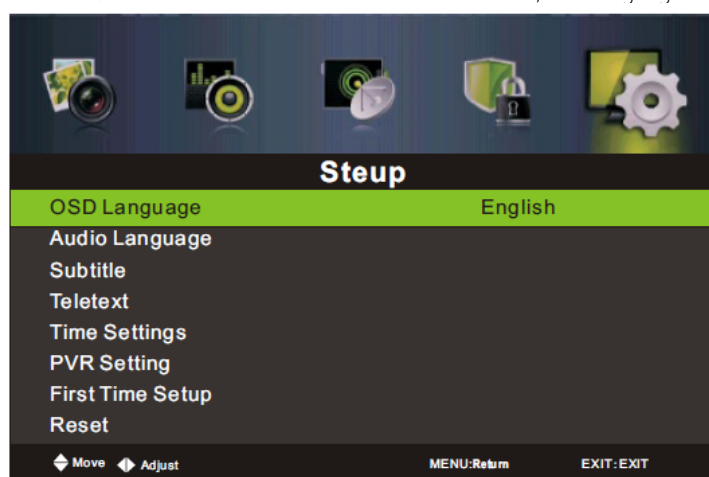 Steup
OSD Language English
Audio Language
Subtitle
Teletext
Time Settings
PVR Setting
First Time Setup
Reset
Move Adjust MENU:Return EXIT:EXIT